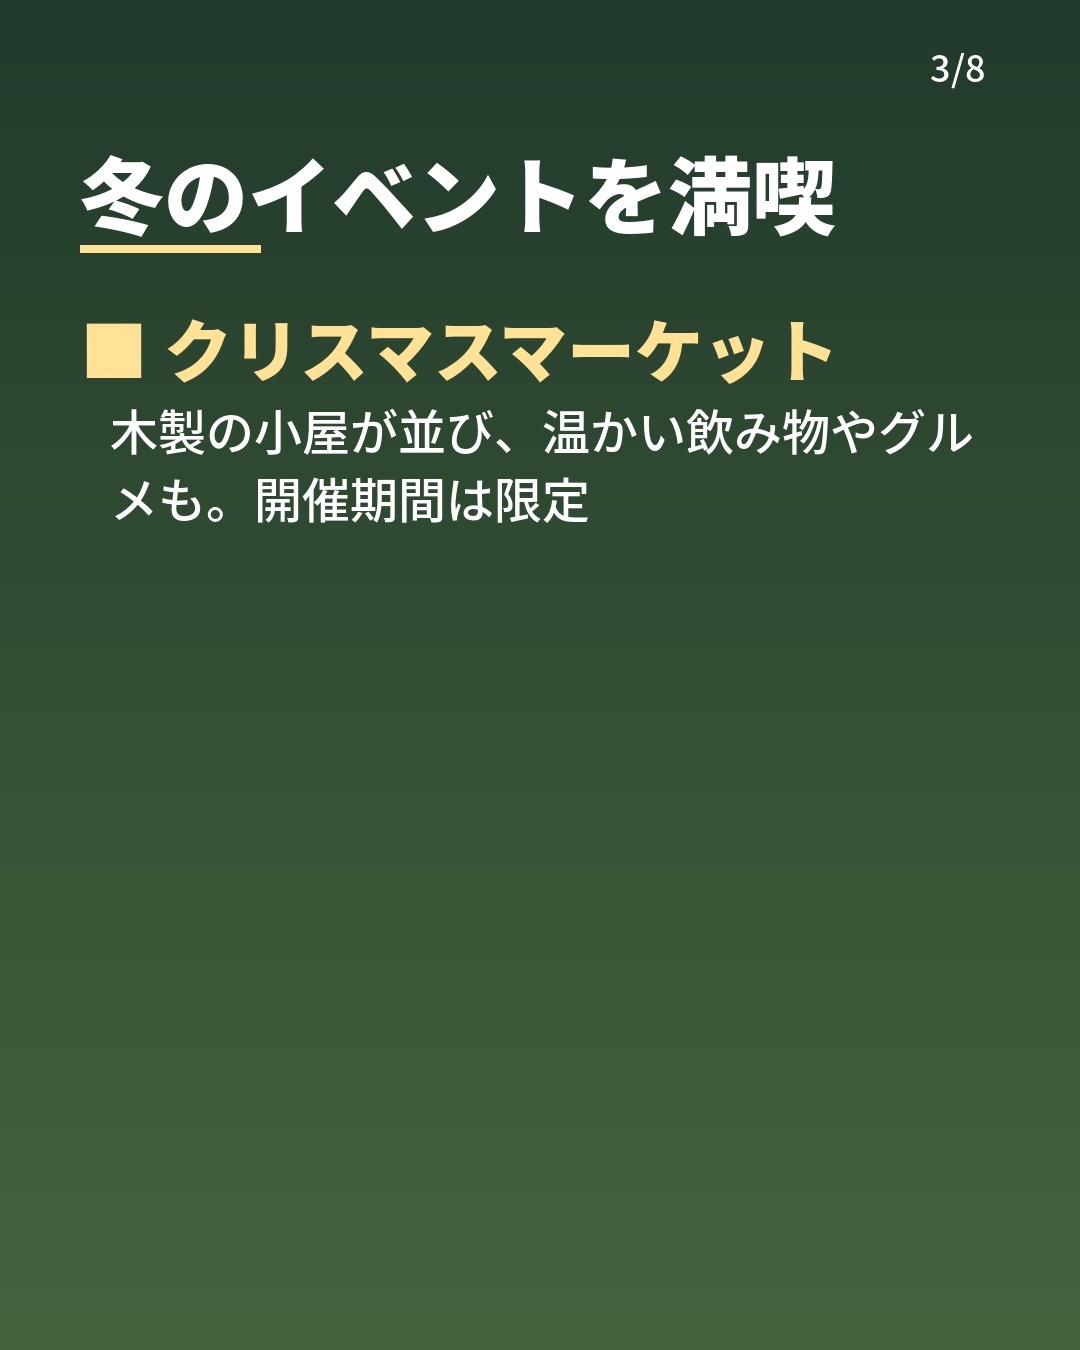 3/8
冬のイベントを満喫
■ クリスマスマーケット
木製の小屋が並び、温かい飲み物やグル
メも。開催期間は限定